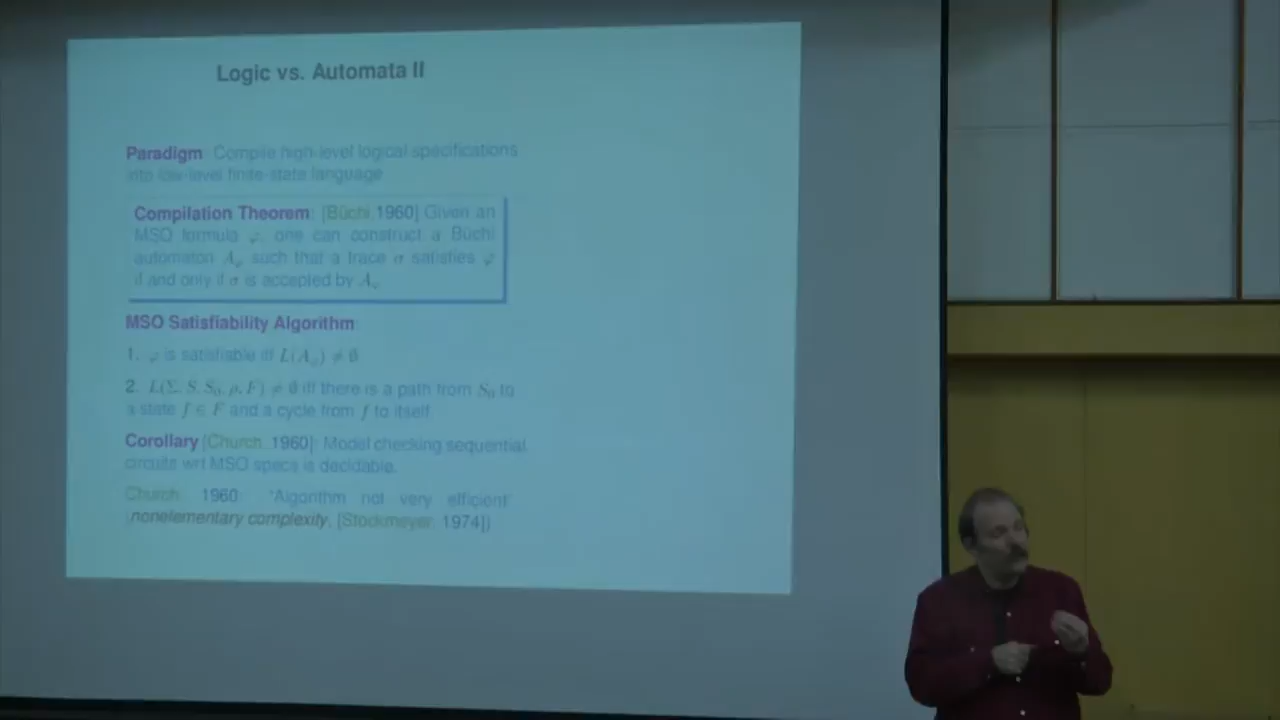 Logic vs. Automata II
Paradigm: Compile high-level logical specifications
into low-level finite-state language
Compilation Theorem: [Büchi,1960] Given an
MSO formula φ, one can construct a Büchi
automaton A_φ such that a trace σ satisfies φ
if and only if σ is accepted by A_φ.
MSO Satisfiability Algorithm:
1. φ is satisfiable iff L(A_φ) ≠ ∅
2. L(Σ, S, S₀, ρ, F) ≠ ∅ iff there is a path from S₀ to
a state f ∈ F and a cycle from f to itself.
Corollary [Church, 1960]: Model checking sequential
circuits wrt MSO specs is decidable.
Church, 1960: "Algorithm not very efficient"
(nonelementary complexity, [Stockmeyer, 1974])